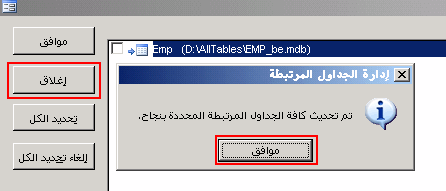 موافق
إغلاق
تحديد الكل
إلغاء تحديد الكل
Emp (D:\AllTables\EMP_be.mdb)
إدارة الجداول المرتبطة
تم تحديث كافة الجداول المرتبطة المحددة بنجاح.
موافق